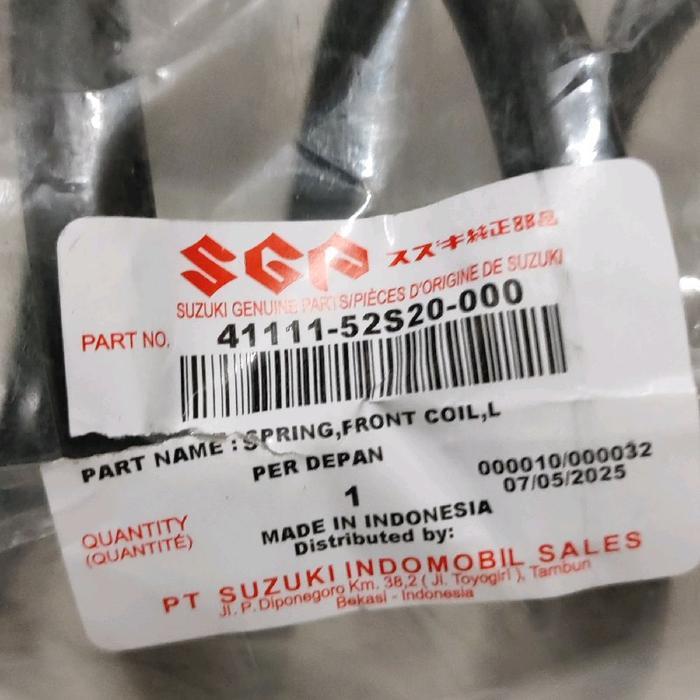 SGP スズキ純正部品
SUZUKI GENUINE PARTS/PIÈCES D'ORIGINE DE SUZUKI
PART NO. 41111-52S20-000
PART NAME : SPRING,FRONT COIL,L
PER DEPAN
000010/000032
1
07/05/2025
QUANTITY
(QUANTITÉ)
MADE IN INDONESIA
Distributed by:
PT SUZUKI INDOMOBIL SALES
Jl. P. Diponegoro Km. 38,2 ( Jl. Toyogiri ), Tambun
Bekasi - Indonesia